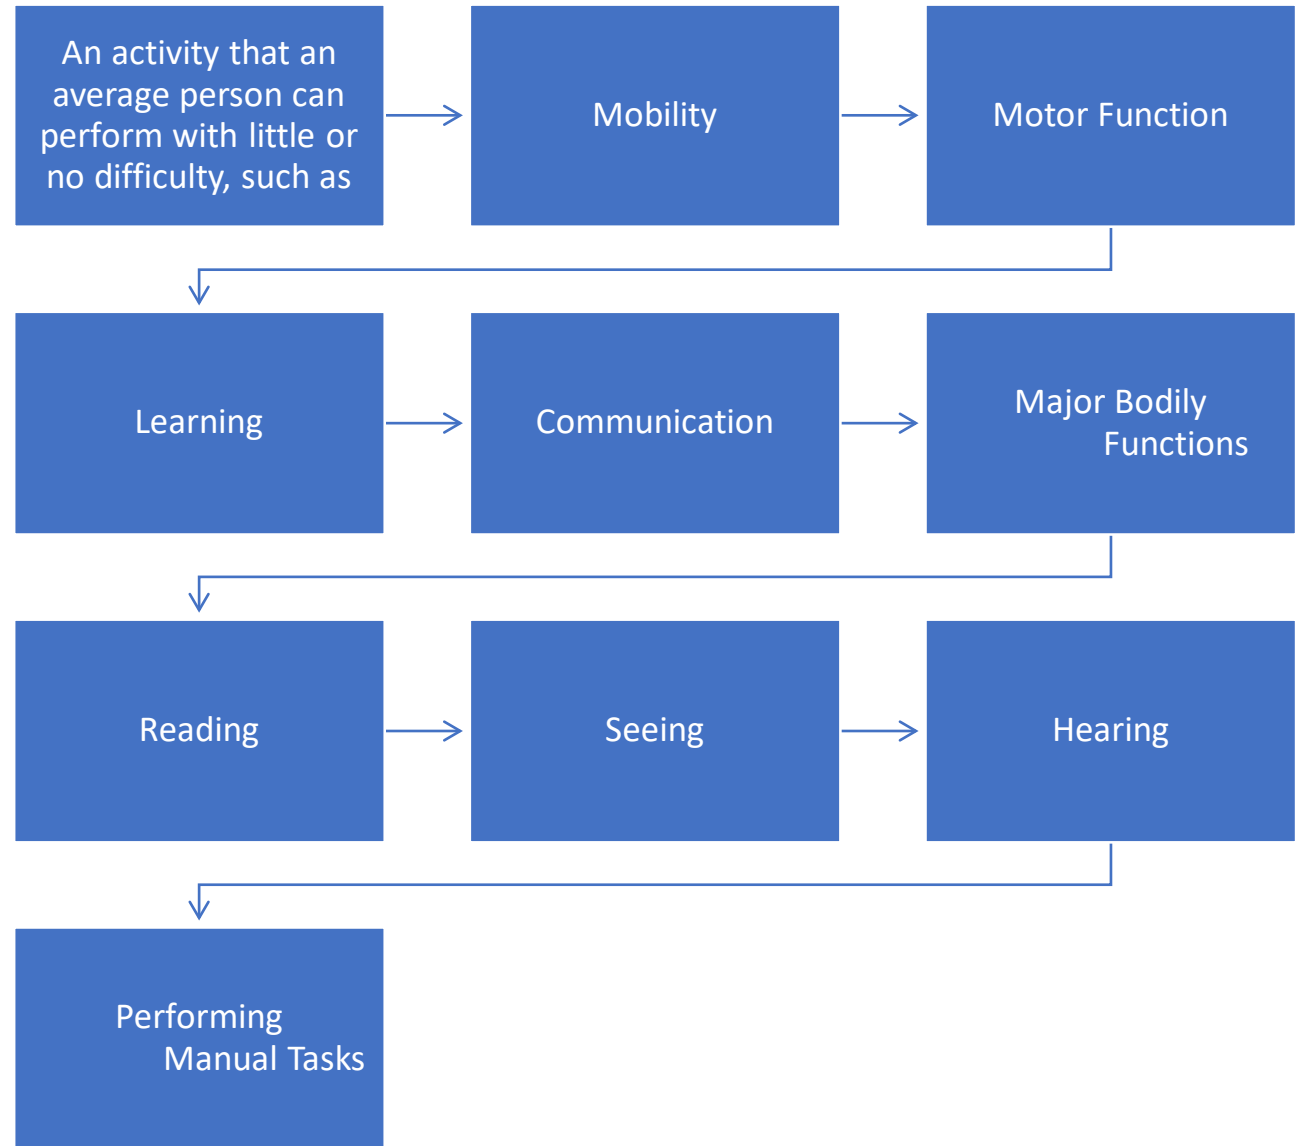 An activity that an
average person can
perform with little or
no difficulty, such as
Mobility
Motor Function
Learning
Communication
Major Bodily
Functions
Reading
Seeing
Hearing
Performing
Manual Tasks